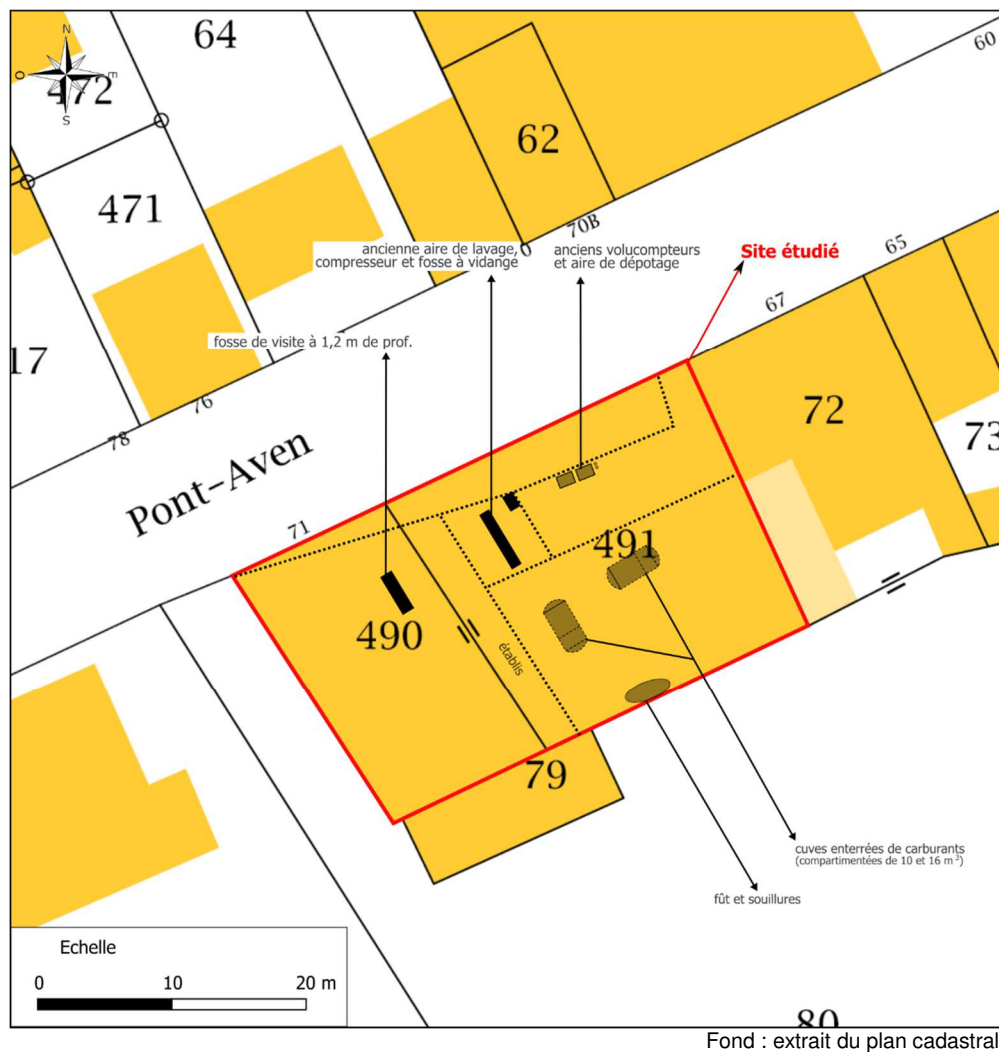 64
60
N
O
E
S
472
62
471
70B
0
ancienne aire de lavage,
compresseur et fosse à vidange
anciens volucompteurs
et aire de dépotage
Site étudié
65
67
fosse de visite à 1,2 m de prof.
17
76
78
72
73
Pont-Aven
71
491
490
établis
79
cuves enterrées de carburants
(compartimentées de 10 et 16 m³)
fût et souillures
Echelle
0
10
20 m
80
Fond : extrait du plan cadastral